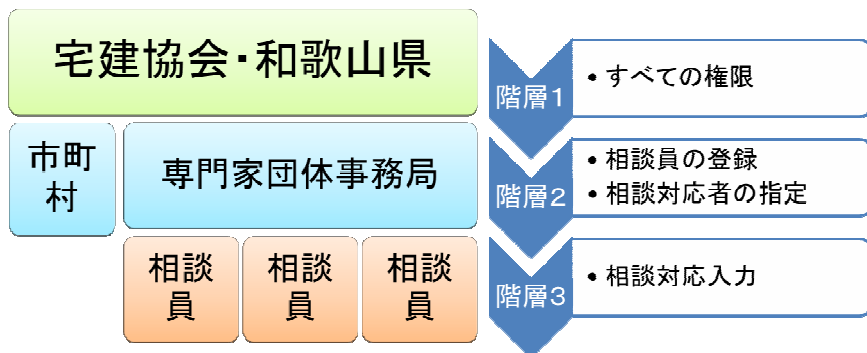 宅建協会・和歌山県
階層1
• すべての権限
市町
村
専門家団体事務局
階層2
• 相談員の登録
• 相談対応者の指定
相談
員
相談
員
相談
員
階層3
• 相談対応入力